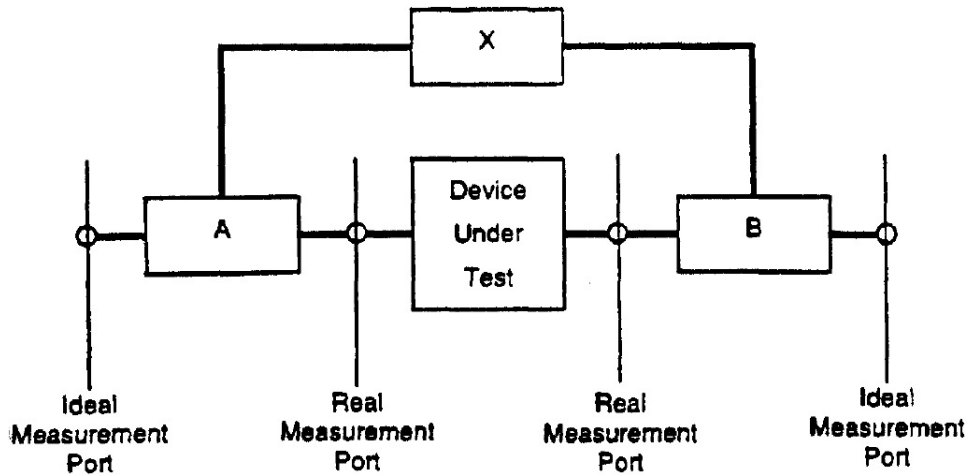 X
A
Device
Under
Test
B
Ideal
Measurement
Port
Real
Measurement
Port
Real
Measurement
Port
Ideal
Measurement
Port